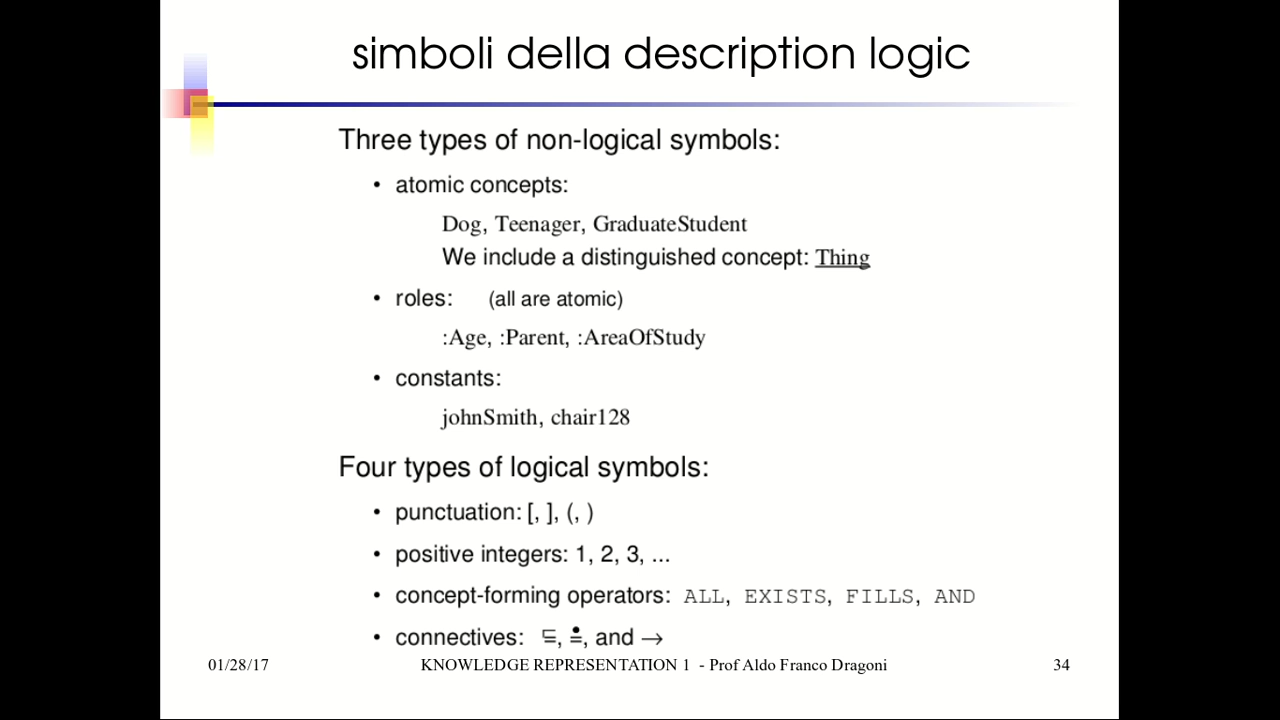 simboli della description logic
Three types of non-logical symbols:
• atomic concepts:
Dog, Teenager, GraduateStudent
We include a distinguished concept: Thing
• roles: (all are atomic)
:Age, :Parent, :AreaOfStudy
• constants:
johnSmith, chair128
Four types of logical symbols:
• punctuation: [, ], (, )
• positive integers: 1, 2, 3, ...
• concept-forming operators: ALL, EXISTS, FILLS, AND
• connectives: ⊑, ≐, and →
01/28/17 KNOWLEDGE REPRESENTATION 1 - Prof Aldo Franco Dragoni 34